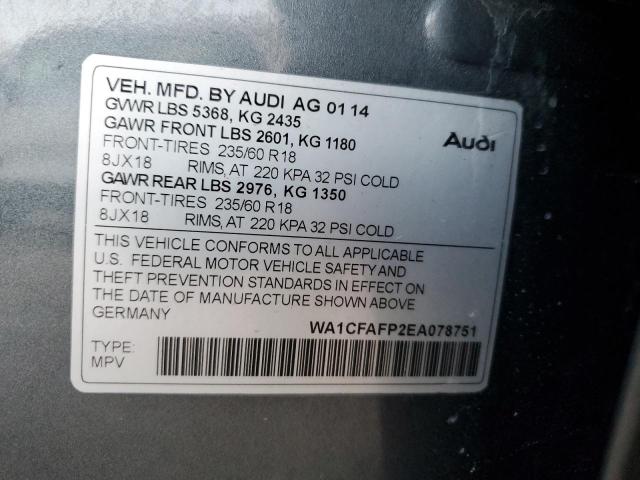 VEH. MFD. BY AUDI AG 01 14
GVWR LBS 5368, KG 2435
GAWR FRONT LBS 2601, KG 1180
FRONT-TIRES 235/60 R18
8JX18 RIMS, AT 220 KPA 32 PSI COLD
GAWR REAR LBS 2976, KG 1350
FRONT-TIRES 235/60 R18
8JX18 RIMS, AT 220 KPA 32 PSI COLD
Audi
THIS VEHICLE CONFORMS TO ALL APPLICABLE
U.S. FEDERAL MOTOR VEHICLE SAFETY AND
THEFT PREVENTION STANDARDS IN EFFECT ON
THE DATE OF MANUFACTURE SHOWN ABOVE
GERMANY
WA1CFAFP2EA078751
TYPE:
MPV